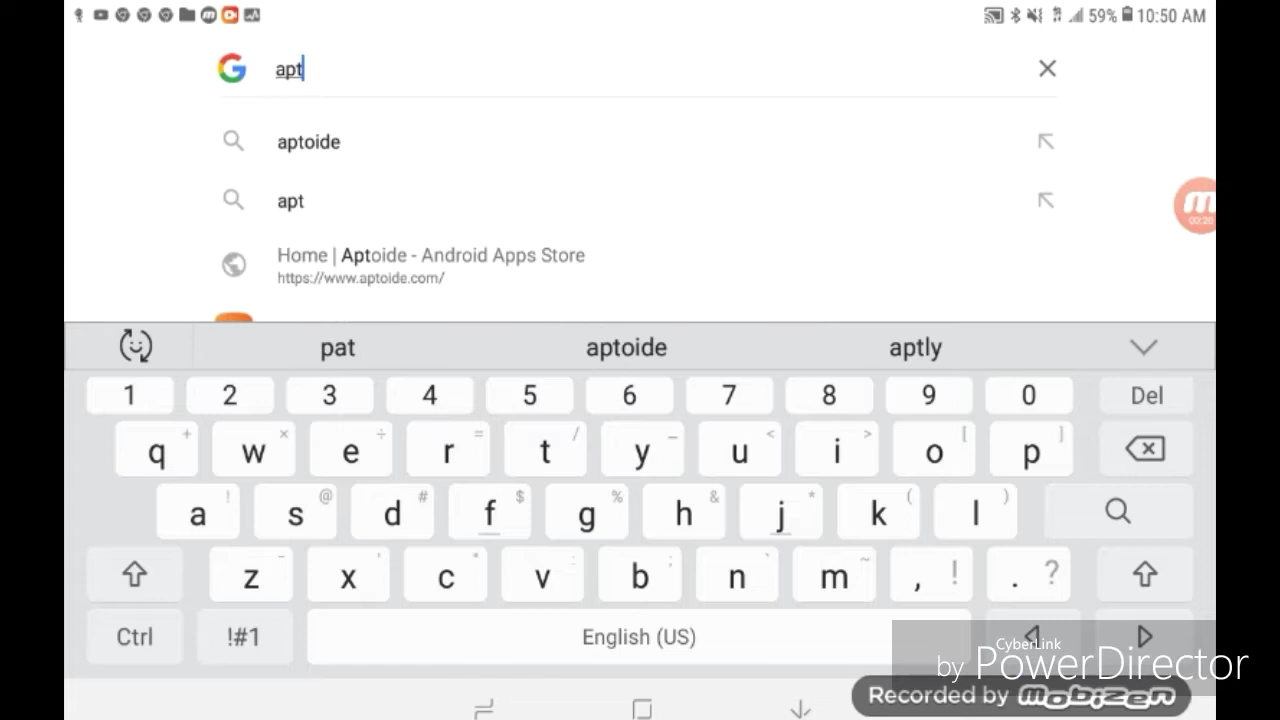 59% 10:50 AM
apt
aptoide
apt
00:20
Home | Aptoide - Android Apps Store
https://www.aptoide.com/
pat aptoide aptly
1 2 3 4 5 6 7 8 9 0 Del
q + w × e ÷ r = t / y _ u < i > o [ p ]
a ! s @ d # f $ g % h & j * k ( l )
z - x ' c " v : b ; n ` m ~ , ! . ?
Ctrl !#1 English (US)
CyberLink
by PowerDirector
Recorded by mobizen